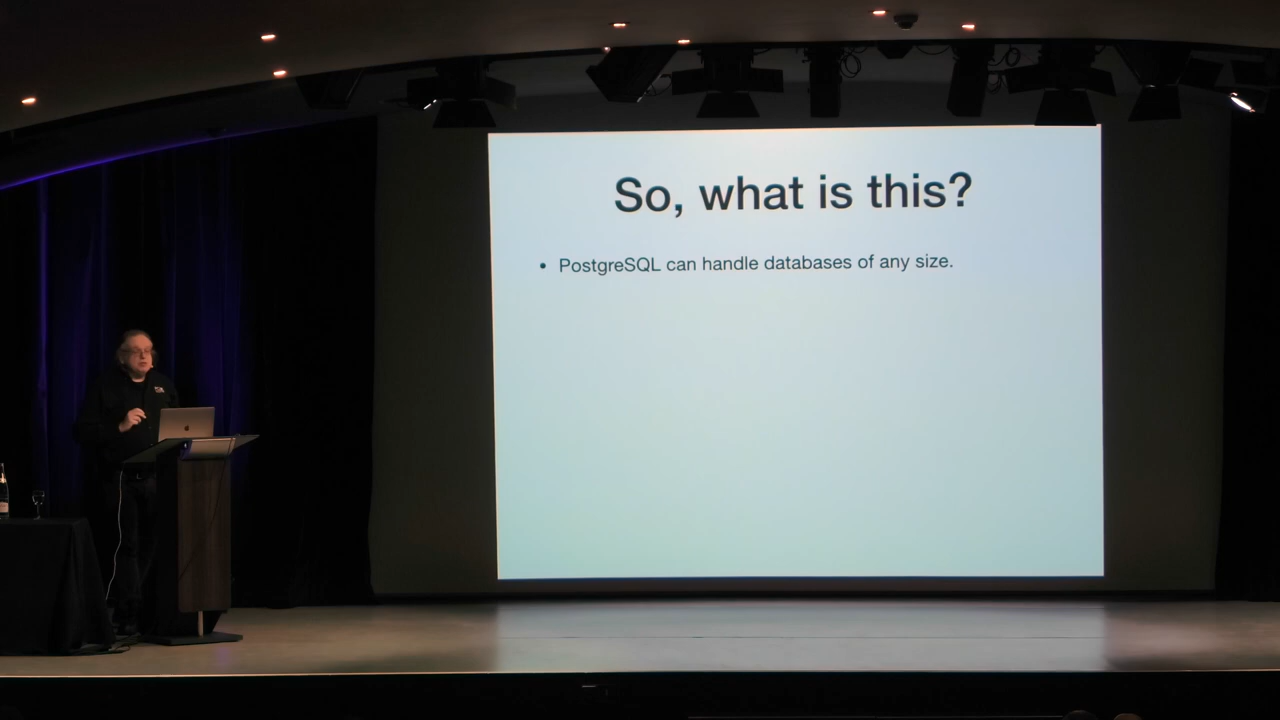 So, what is this?
• PostgreSQL can handle databases of any size.